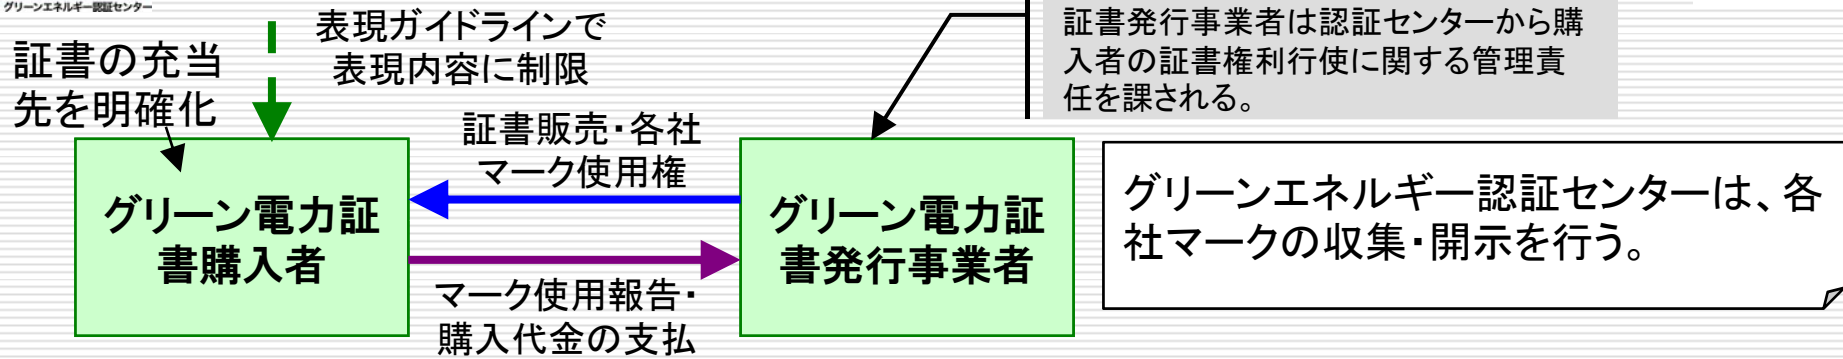 グリーンエネルギー認証センター
表現ガイドラインで
表現内容に制限
証書の充当
先を明確化
証書発行事業者は認証センターから購
入者の証書権利行使に関する管理責
任を課される。
証書販売・各社
マーク使用権
グリーン電力証
書購入者
グリーン電力証
書発行事業者
マーク使用報告・
購入代金の支払
グリーンエネルギー認証センターは、各
社マークの収集・開示を行う。